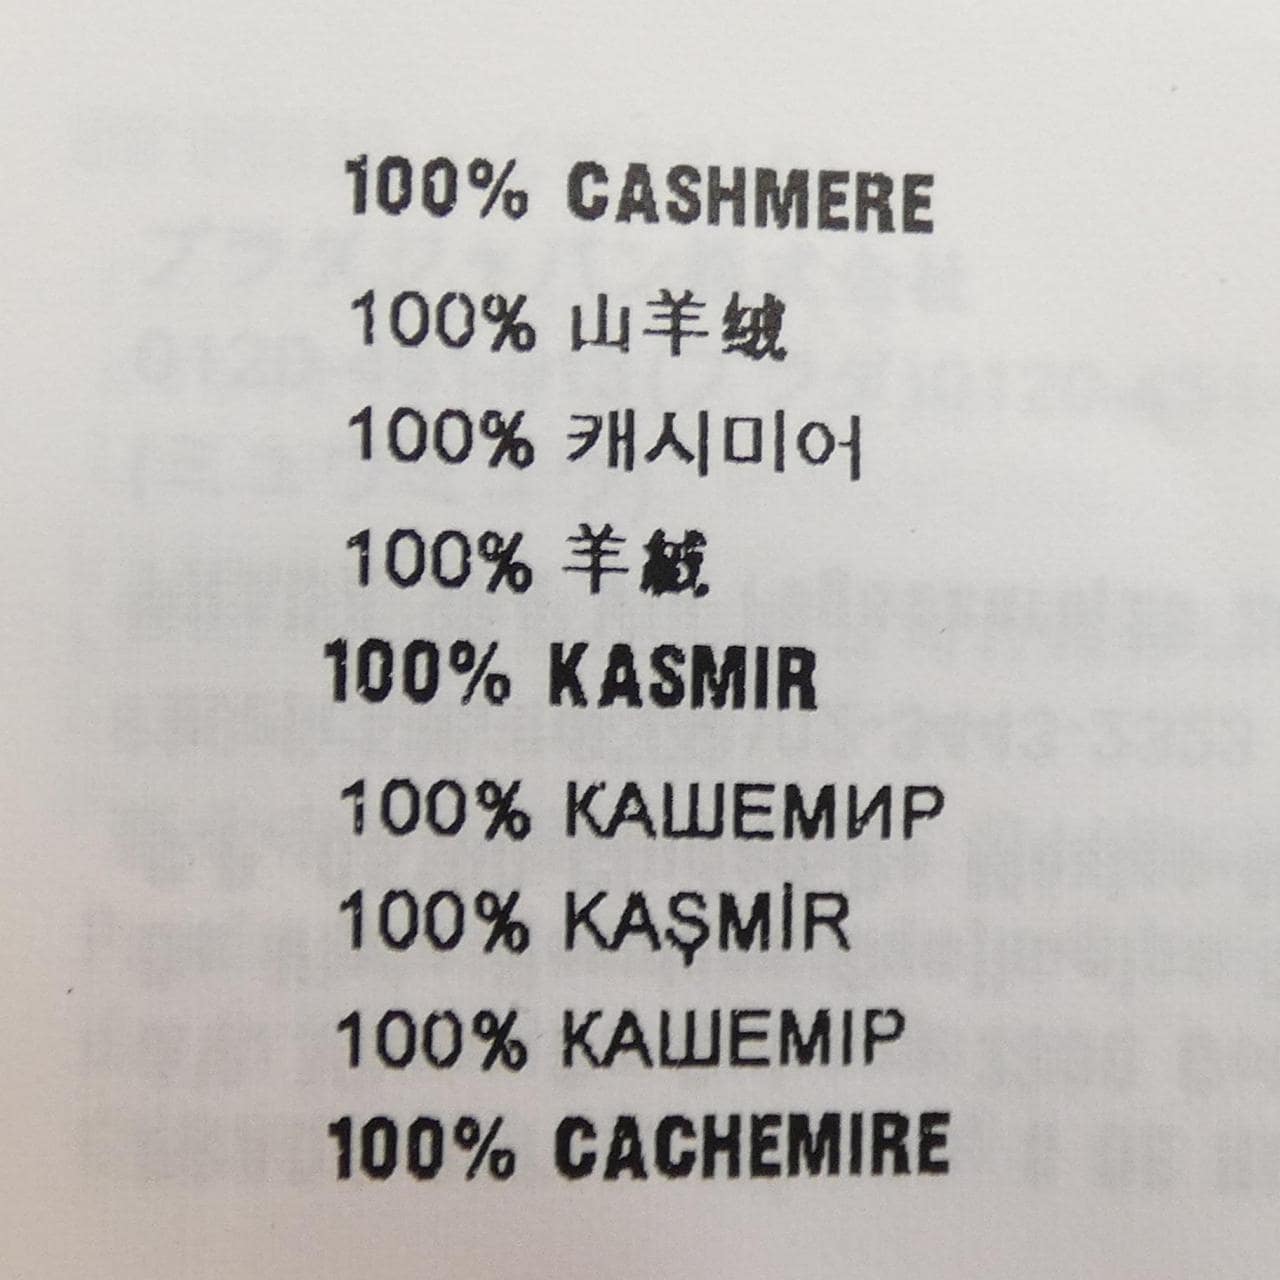 100% CASHMERE
100% 山羊绒
100% 캐시미어
100% 羊絨
100% KASMIR
100% КАШЕМИР
100% KAŞMİR
100% КАШЕМІР
100% CACHEMIRE